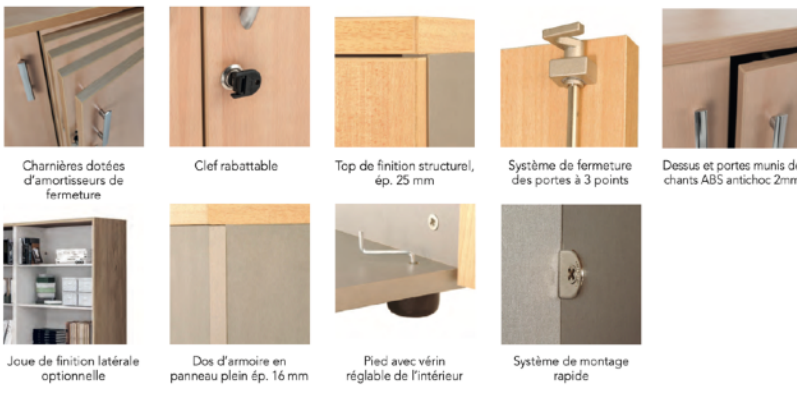 Charnières dotées
d'amortisseurs de
fermeture
Clef rabattable
Top de finition structurel,
ép. 25 mm
Système de fermeture
des portes à 3 points
Dessus et portes munis de
chants ABS antichoc 2mm
Joue de finition latérale
optionnelle
Dos d'armoire en
panneau plein ép. 16 mm
Pied avec vérin
réglable de l'intérieur
Système de montage
rapide